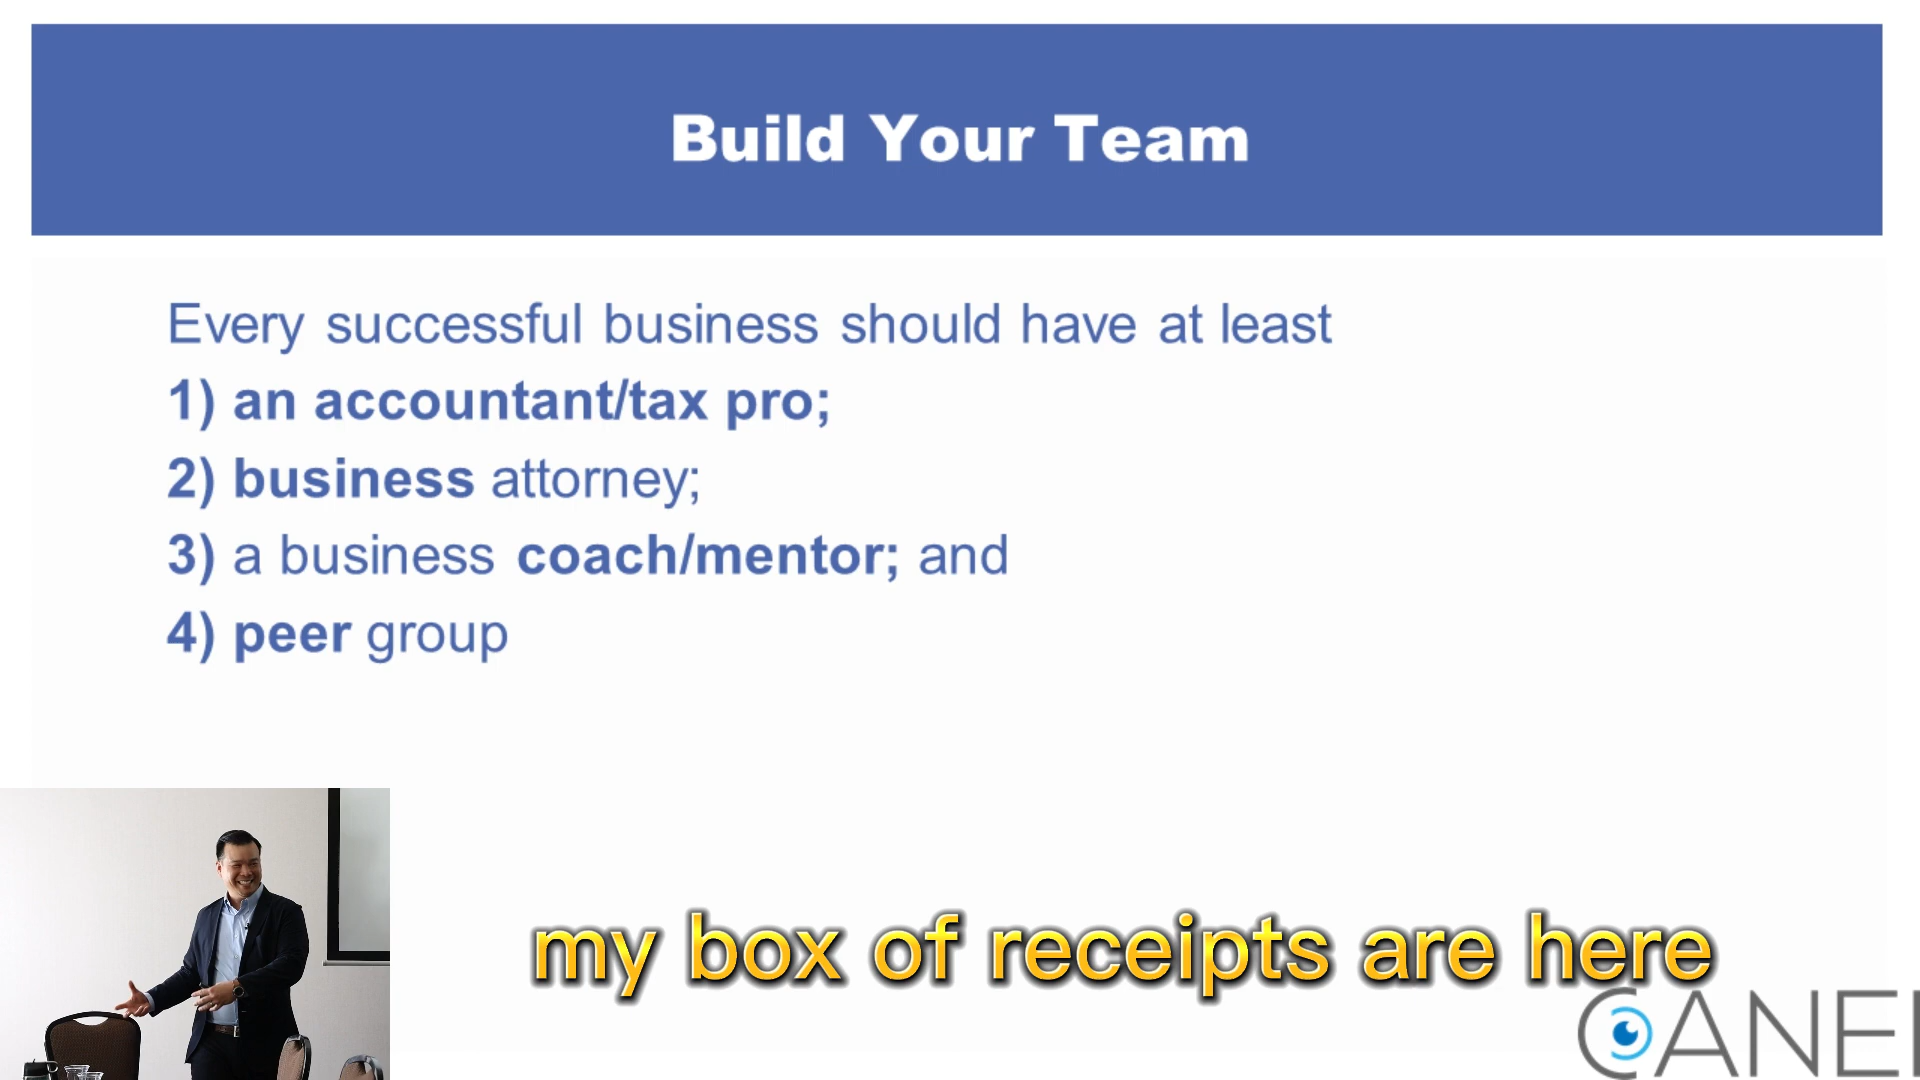 Build Your Team
Every successful business should have at least
1) an accountant/tax pro;
2) business attorney;
3) a business coach/mentor; and
4) peer group
my box of receipts are here
CANEI